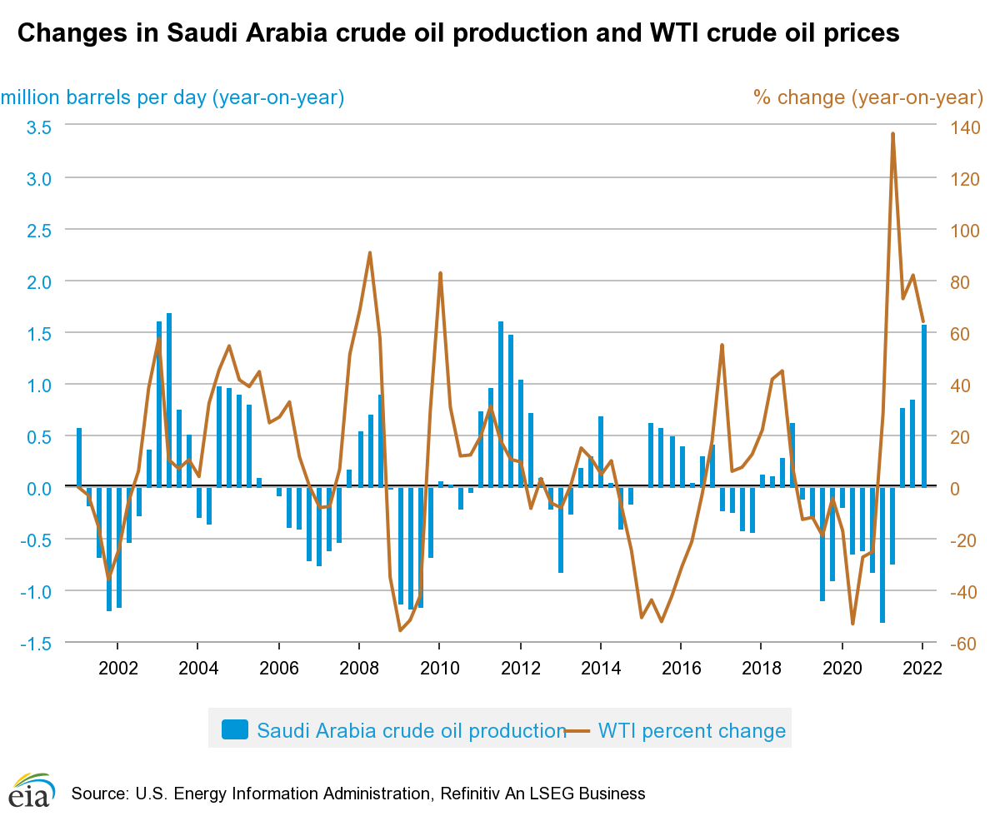 Changes in Saudi Arabia crude oil production and WTI crude oil prices
million barrels per day (year-on-year) % change (year-on-year)
3.5 140
3.0 120
2.5 100
2.0 80
1.5 60
1.0 40
0.5 20
0.0 0
-0.5 -20
-1.0 -40
-1.5 -60
2002 2004 2006 2008 2010 2012 2014 2016 2018 2020 2022
Saudi Arabia crude oil production WTI percent change
eia Source: U.S. Energy Information Administration, Refinitiv An LSEG Business